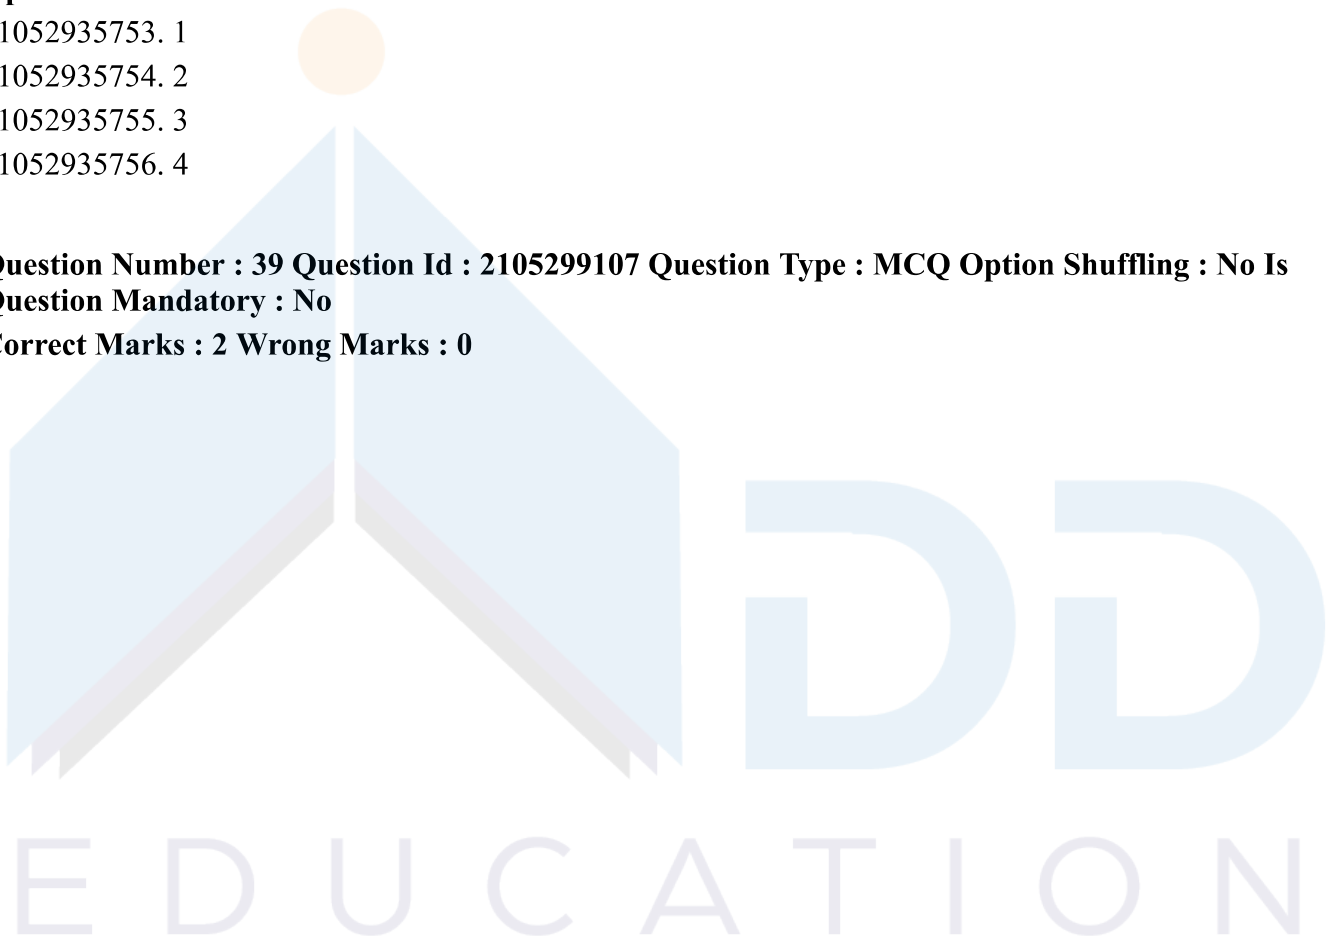 1052935753. 1
1052935754. 2
1052935755. 3
1052935756. 4
Question Number : 39 Question Id : 2105299107 Question Type : MCQ Option Shuffling : No Is
Question Mandatory : No
Correct Marks : 2 Wrong Marks : 0
DD
EDUCATION